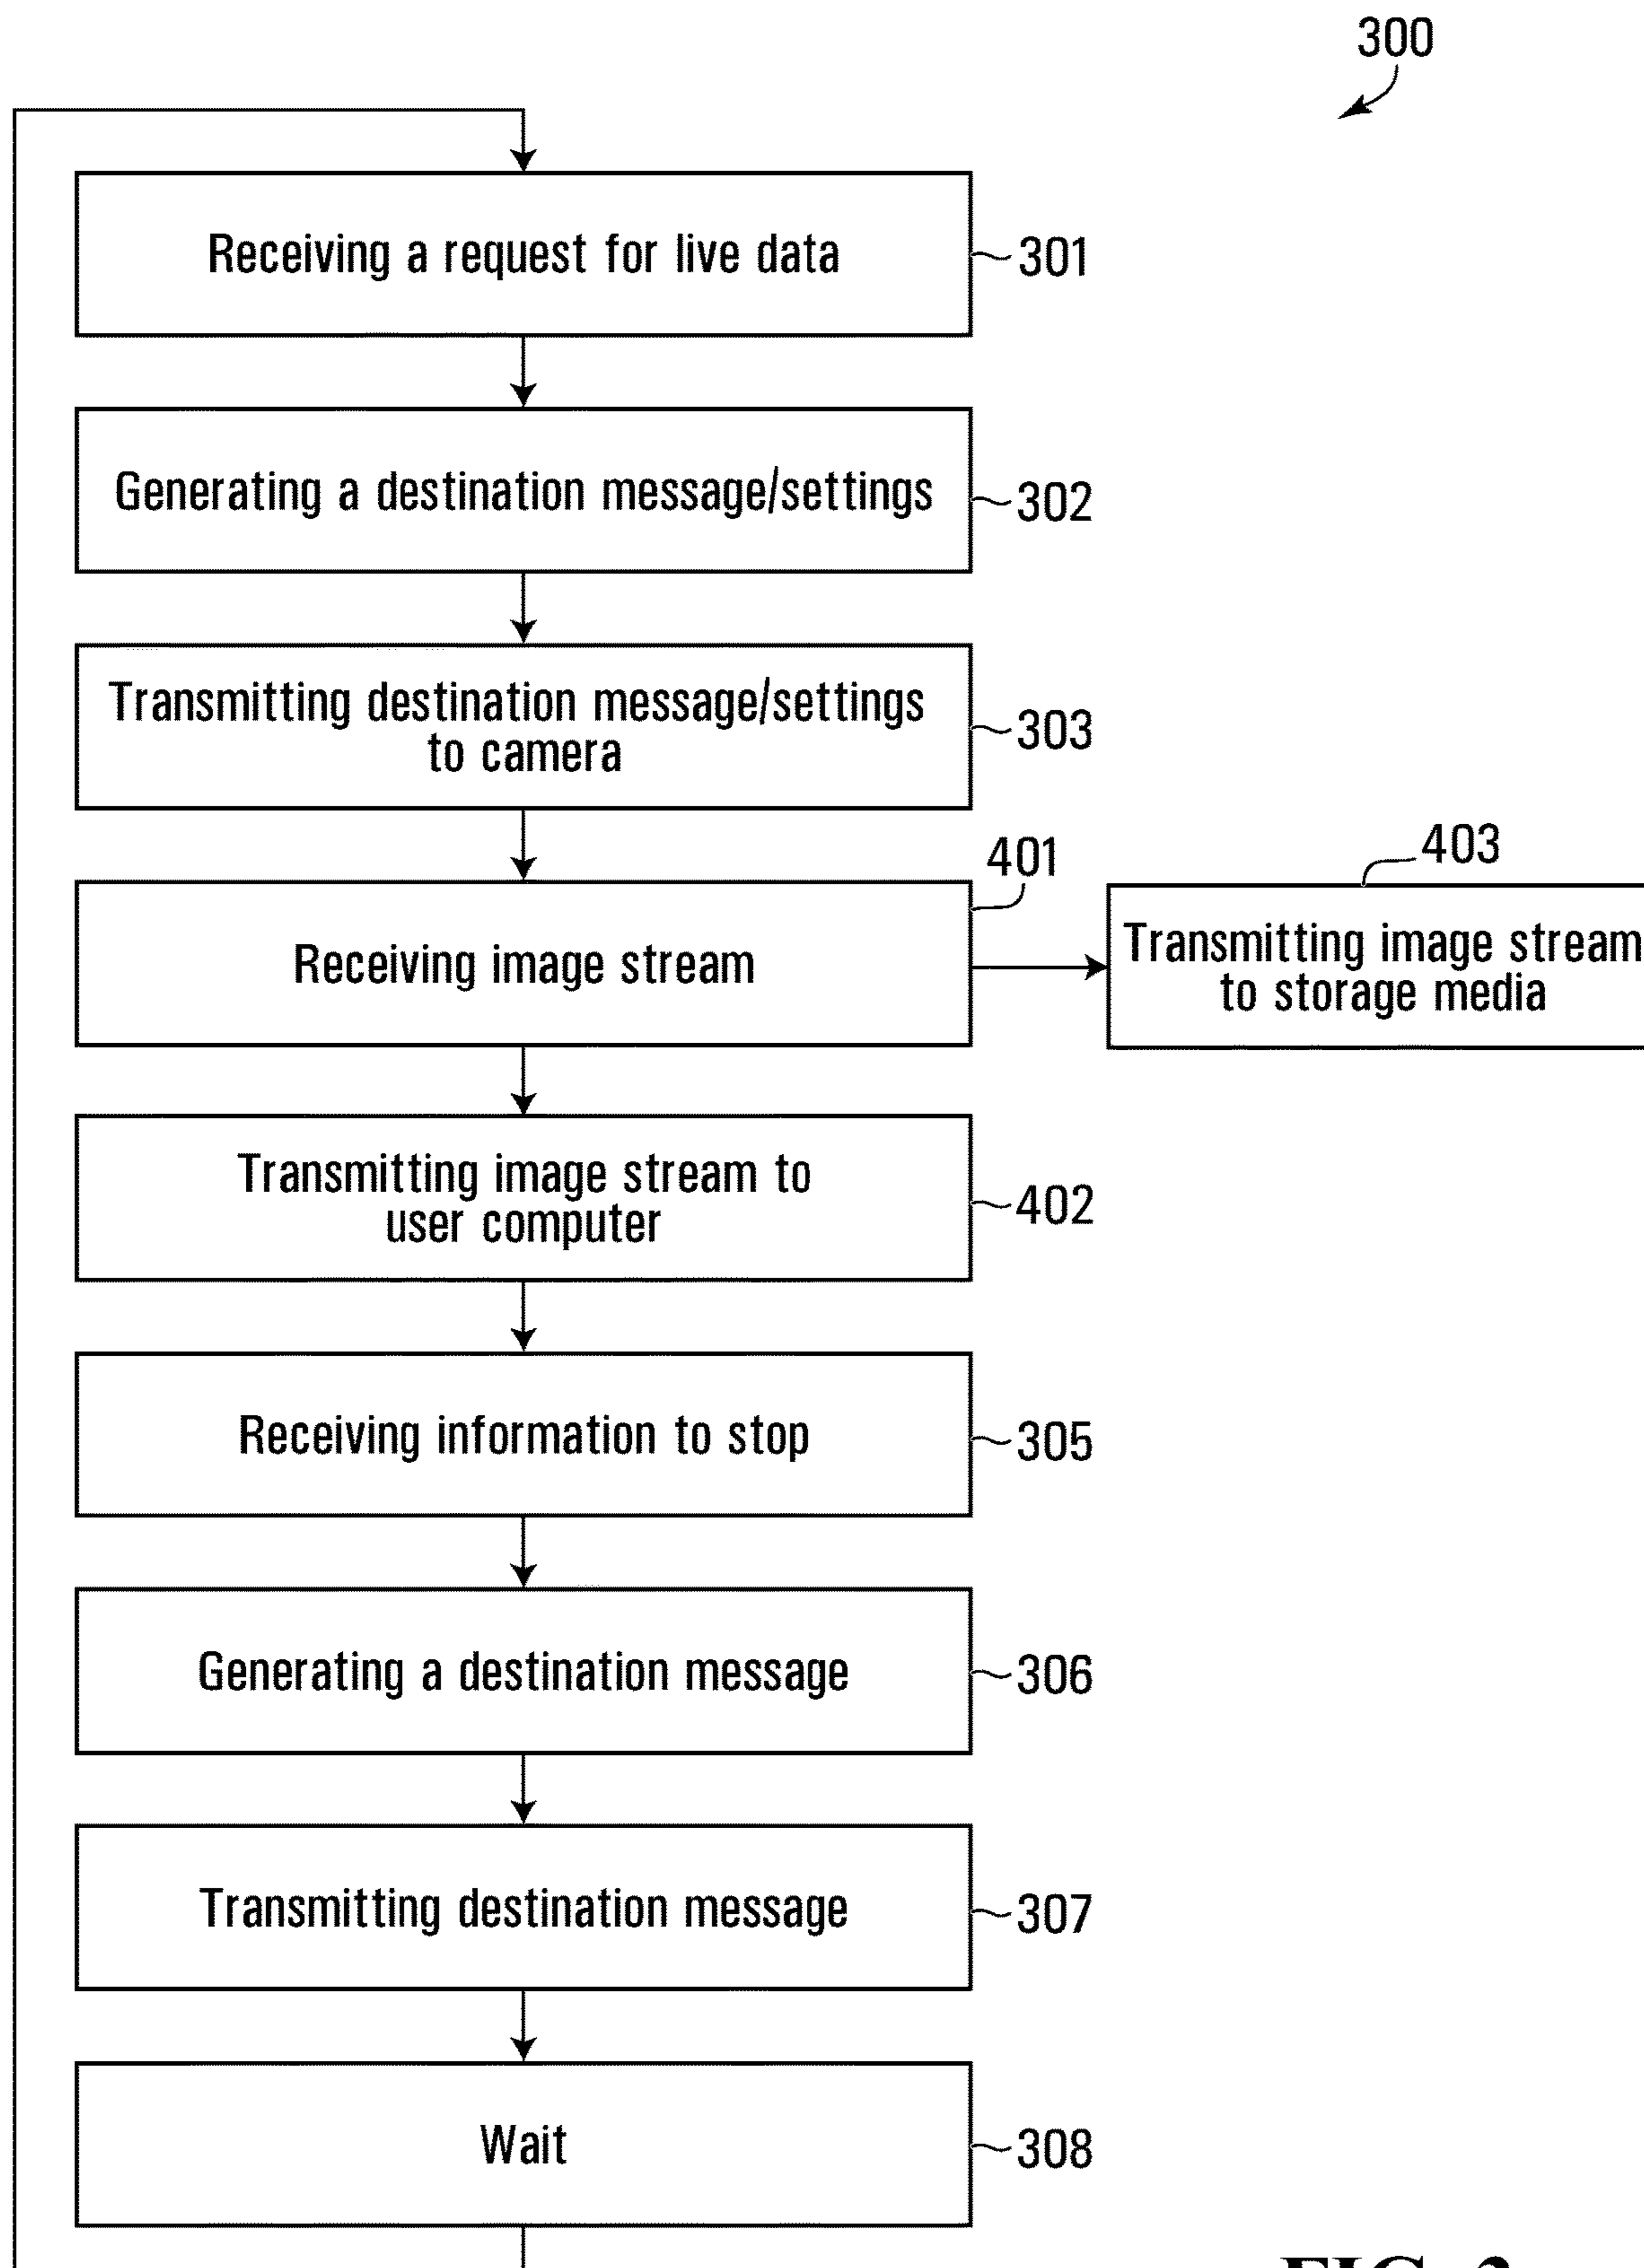 300
Receiving a request for live data
301
Generating a destination message/settings
302
Transmitting destination message/settings
to camera
303
Receiving image stream
401
Transmitting image stream
to storage media
403
Transmitting image stream to
user computer
402
Receiving information to stop
305
Generating a destination message
306
Transmitting destination message
307
Wait
308